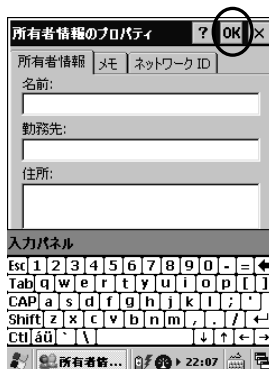 所有者情報のプロパティ ? OK ×
所有者情報 メモ ネットワーク ID
名前:
勤務先:
住所:
入力パネル
Esc 1 2 3 4 5 6 7 8 9 0 - = ←
Tab q w e r t y u i o p [ ]
CAP a s d f g h j k l ; '
Shift z x c v b n m , . / ↵
Ctl áü ` \ ↓ ↑ ← →
所有者情... 22:07